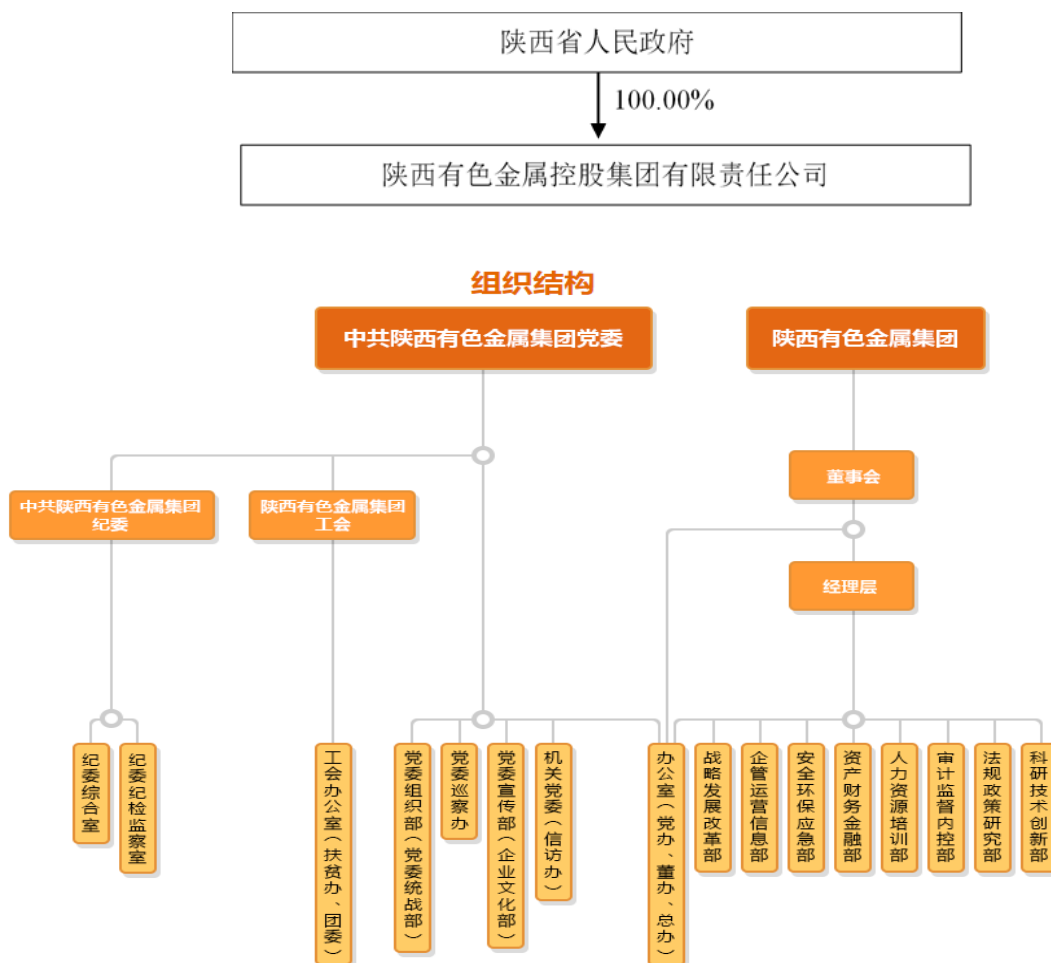 陕西省人民政府
100.00%
陕西有色金属控股集团有限责任公司
组织结构
中共陕西有色金属集团党委
陕西有色金属集团
董事会
中共陕西有色金属集团
纪委
陕西有色金属集团
工会
经理层
纪委综合室
纪委纪检监察室
工会办公室（扶贫办、团委）
党委组织部（党委统战部）
党委巡察办
党委宣传部（企业文化部）
机关党委（信访办）
办公室（党办、董办、总办）
战略发展改革部
企管运营信息部
安全环保应急部
资产财务金融部
人力资源培训部
审计监督内控部
法规政策研究部
科研技术创新部